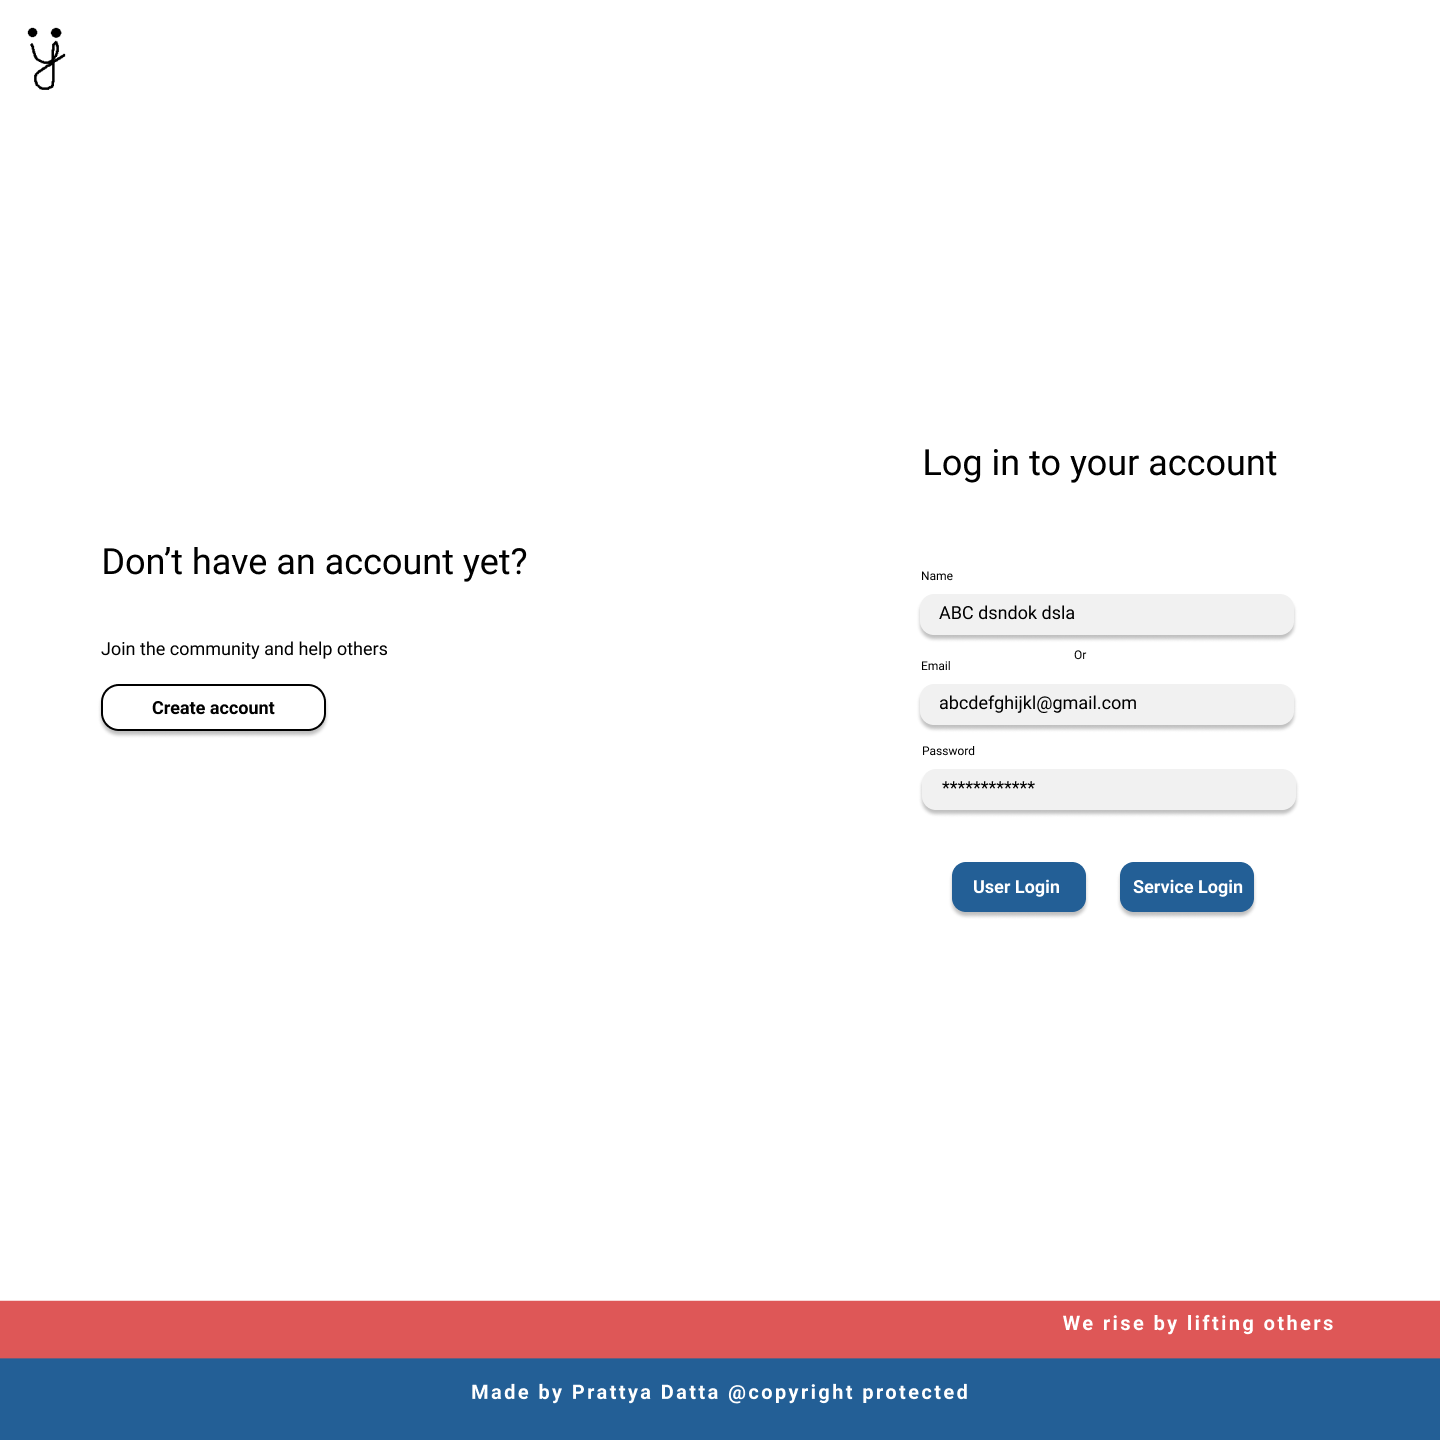 ÿ
Don’t have an account yet?
Join the community and help others
Create account
Log in to your account
Name
ABC dsndok dsla
Or
Email
abcdefghijkl@gmail.com
Password
************
User Login
Service Login
We rise by lifting others
Made by Prattya Datta @copyright protected